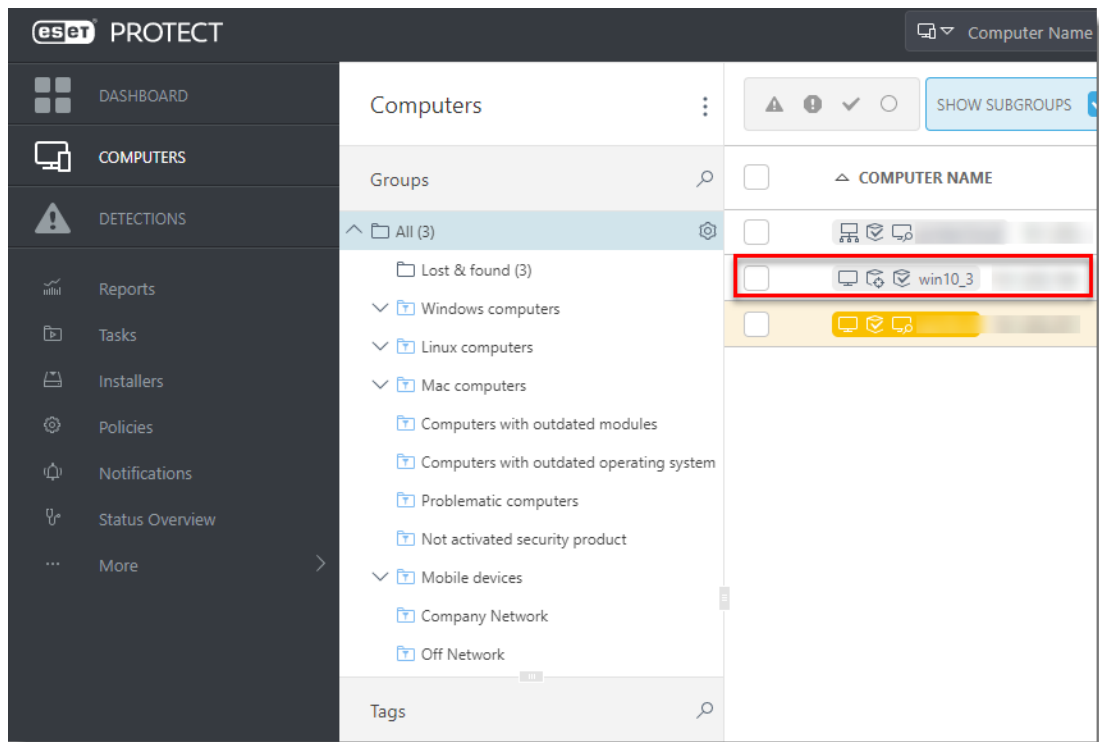 eset PROTECT
Computer Name
DASHBOARD
COMPUTERS
DETECTIONS
Reports
Tasks
Installers
Policies
Notifications
Status Overview
... More
Computers
Groups
All (3)
Lost & found (3)
Windows computers
Linux computers
Mac computers
Computers with outdated modules
Computers with outdated operating system
Problematic computers
Not activated security product
Mobile devices
Company Network
Off Network
Tags
SHOW SUBGROUPS
COMPUTER NAME
win10_3